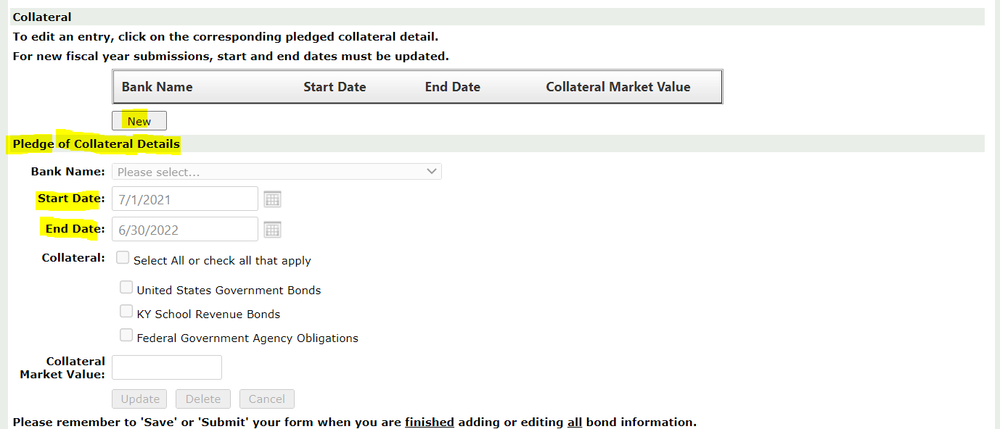 Collateral
To edit an entry, click on the corresponding pledged collateral detail.
For new fiscal year submissions, start and end dates must be updated.
Bank Name Start Date End Date Collateral Market Value
New
Pledge of Collateral Details
Bank Name: Please select...
Start Date: 7/1/2021
End Date: 6/30/2022
Collateral: Select All or check all that apply
United States Government Bonds
KY School Revenue Bonds
Federal Government Agency Obligations
Collateral
Market Value:
Update Delete Cancel
Please remember to 'Save' or 'Submit' your form when you are finished adding or editing all bond information.